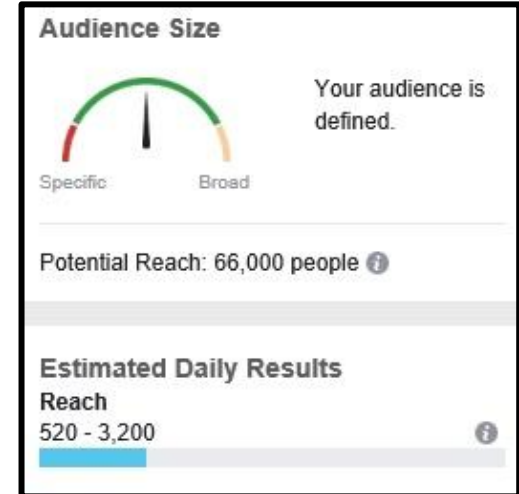 Audience Size
Your audience is
defined.
Specific Broad
Potential Reach: 66,000 people
Estimated Daily Results
Reach
520 - 3,200